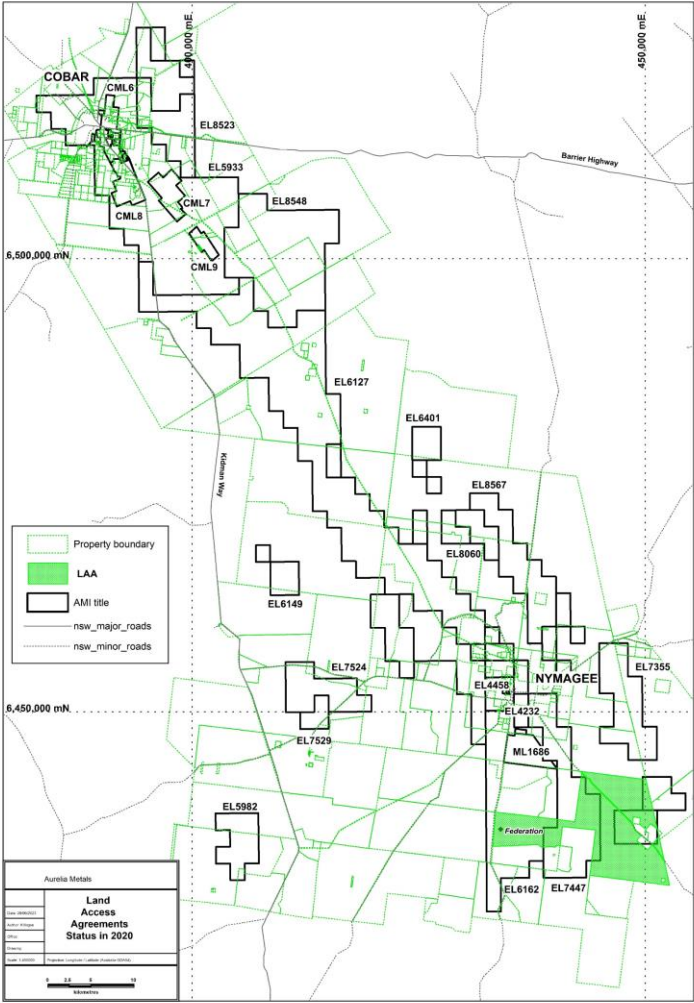 400,000 mE
450,000 mE
COBAR
CML6
EL8523
Barrier Highway
EL5933
CML7
EL8548
CML8
6,500,000 mN
CML9
EL6127
EL6401
Kidman Way
EL8567
Property boundary
LAA
AMI title
nsw_major_roads
nsw_minor_roads
EL8060
EL6149
EL7524
EL4458
NYMAGEE
EL7355
6,450,000 mN
EL4232
EL7529
ML1686
EL5982
Federation
EL6162
EL7447
Aurelia Metals
Land
Access
Agreements
Status in 2020
0 2.5 5 10
kilometres